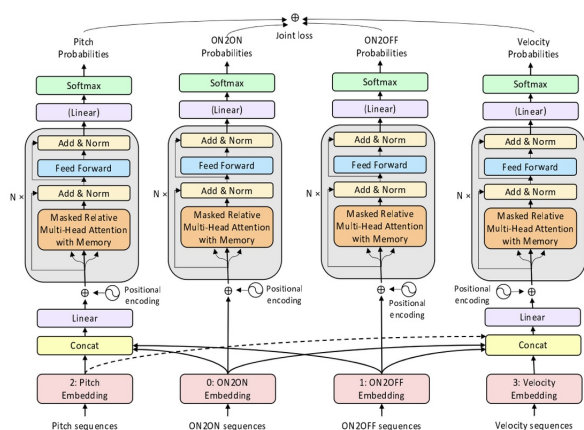 Pitch Probabilities
ON2ON Probabilities
Joint loss
ON2OFF Probabilities
Velocity Probabilities
Softmax
Softmax
Softmax
Softmax
(Linear)
(Linear)
(Linear)
(Linear)
Add & Norm
Add & Norm
Add & Norm
Add & Norm
Feed Forward
Feed Forward
Feed Forward
Feed Forward
N ×
Add & Norm
Add & Norm
Add & Norm
N ×
Add & Norm
Masked Relative
Multi-Head Attention
with Memory
Masked Relative
Multi-Head Attention
with Memory
Masked Relative
Multi-Head Attention
with Memory
Masked Relative
Multi-Head Attention
with Memory
Positional
encoding
Positional
encoding
Positional
encoding
Positional
encoding
Linear
Linear
Concat
Concat
2: Pitch
Embedding
0: ON2ON
Embedding
1: ON2OFF
Embedding
3: Velocity
Embedding
Pitch sequences
ON2ON sequences
ON2OFF sequences
Velocity sequences